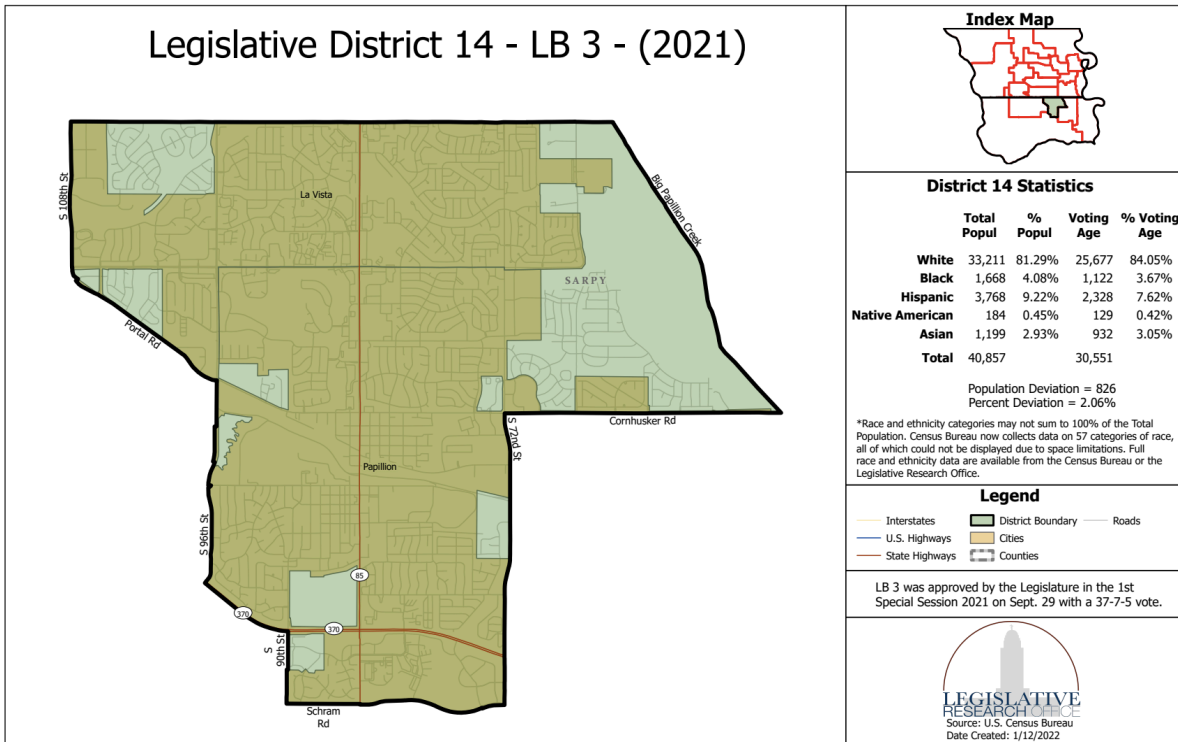 Legislative District 14 - LB 3 - (2021)
S 108th St
La Vista
Big Papillion Creek
SARPY
Portal Rd
Cornhusker Rd
S 72nd St
Papillion
S 96th St
85
370
370
S
90th St
Schram
Rd
Index Map
District 14 Statistics
Total % Voting % Voting
Popul Popul Age Age
White 33,211 81.29% 25,677 84.05%
Black 1,668 4.08% 1,122 3.67%
Hispanic 3,768 9.22% 2,328 7.62%
Native American 184 0.45% 129 0.42%
Asian 1,199 2.93% 932 3.05%
Total 40,857 30,551
Population Deviation = 826
Percent Deviation = 2.06%
*Race and ethnicity categories may not sum to 100% of the Total
Population. Census Bureau now collects data on 57 categories of race,
all of which could not be displayed due to space limitations. Full
race and ethnicity data are available from the Census Bureau or the
Legislative Research Office.
Legend
Interstates District Boundary Roads
U.S. Highways Cities
State Highways Counties
LB 3 was approved by the Legislature in the 1st
Special Session 2021 on Sept. 29 with a 37-7-5 vote.
LEGISLATIVE
RESEARCH OFFICE
Source: U.S. Census Bureau
Date Created: 1/12/2022